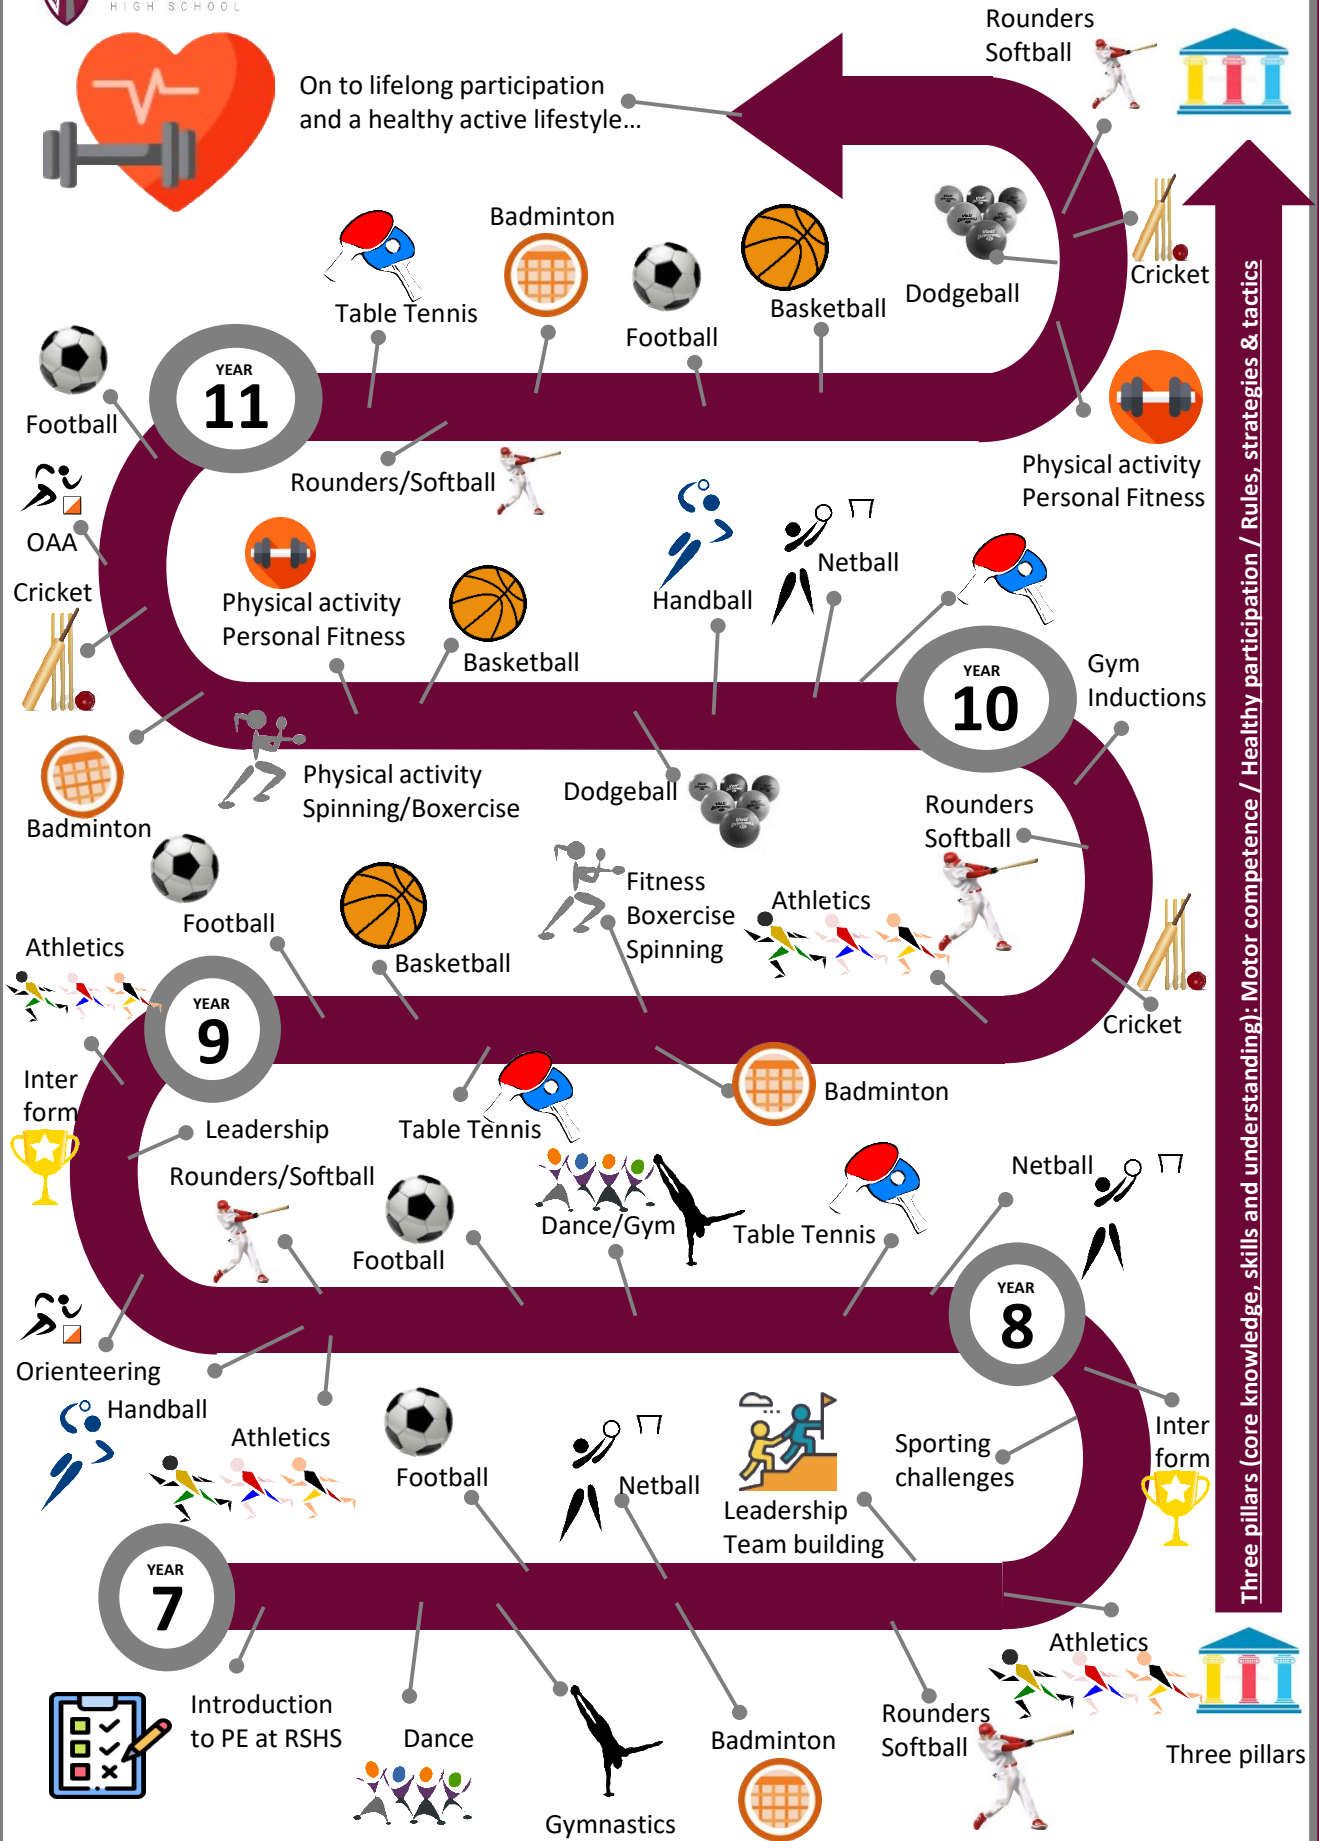 HIGH SCHOOL
Rounders
Softball
On to lifelong participation
and a healthy active lifestyle...
Cricket
Dodgeball
Badminton
Basketball
Table Tennis
Football
YEAR
11
Football
Physical activity
Personal Fitness
Rounders/Softball
OAA
Netball
Cricket
Handball
Physical activity
Personal Fitness
Basketball
YEAR
10
Gym
Inductions
Physical activity
Spinning/Boxercise
Dodgeball
Badminton
Rounders
Softball
Fitness
Boxercise
Spinning
Athletics
Football
Basketball
Athletics
YEAR
9
Cricket
Inter
form
Badminton
Leadership
Table Tennis
Rounders/Softball
Netball
Dance/Gym
Table Tennis
Football
YEAR
8
Orienteering
Handball
Athletics
Inter
form
Sporting
challenges
Football
Netball
Leadership
Team building
YEAR
7
Athletics
Introduction
to PE at RSHS
Dance
Badminton
Rounders
Softball
Gymnastics
Three pillars
Three pillars (core knowledge, skills and understanding): Motor competence / Healthy participation / Rules, strategies & tactics